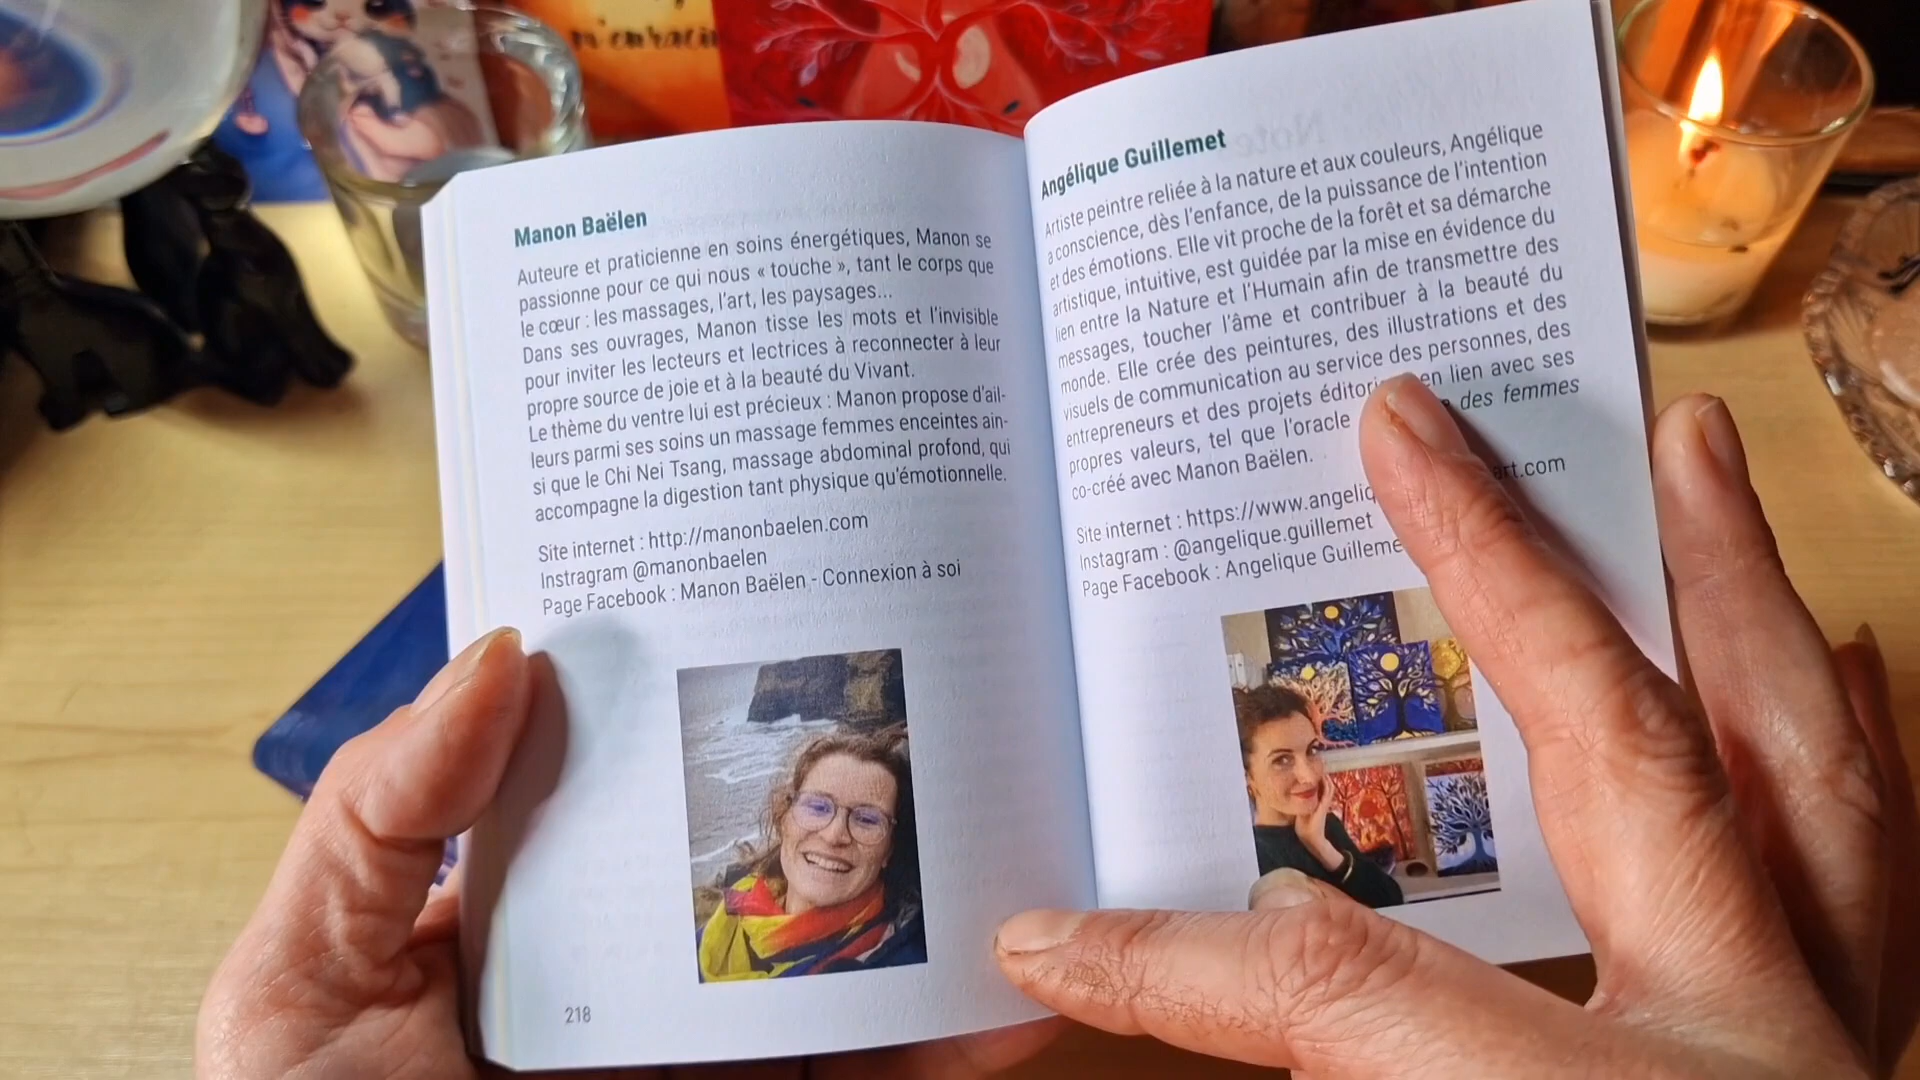 Manon Baëlen
Auteure et praticienne en soins énergétiques, Manon se
passionne pour ce qui nous « touche », tant le corps que
le cœur : les massages, l'art, les paysages...
Dans ses ouvrages, Manon tisse les mots et l'invisible
pour inviter les lecteurs et lectrices à reconnecter à leur
propre source de joie et à la beauté du Vivant.
Le thème du ventre lui est précieux : Manon propose d'ail-
leurs parmi ses soins un massage femmes enceintes ain-
si que le Chi Nei Tsang, massage abdominal profond, qui
accompagne la digestion tant physique qu'émotionnelle.
Site internet : http://manonbaelen.com
Instragram @manonbaelen
Page Facebook : Manon Baëlen - Connexion à soi
218
Angélique Guillemet
Artiste peintre reliée à la nature et aux couleurs, Angélique
a conscience, dès l'enfance, de la puissance de l'intention
et des émotions. Elle vit proche de la forêt et sa démarche
artistique, intuitive, est guidée par la mise en évidence du
lien entre la Nature et l'Humain afin de transmettre des
messages, toucher l'âme et contribuer à la beauté du
monde. Elle crée des peintures, des illustrations et des
visuels de communication au service des personnes, des
entrepreneurs et des projets en lien avec ses
propres valeurs, tel que l'oracle des femmes
co-créé avec Manon Baëlen.
Site internet : https://www.angeliq art.com
Instagram : @angelique.guillemet
Page Facebook : Angelique Guilleme